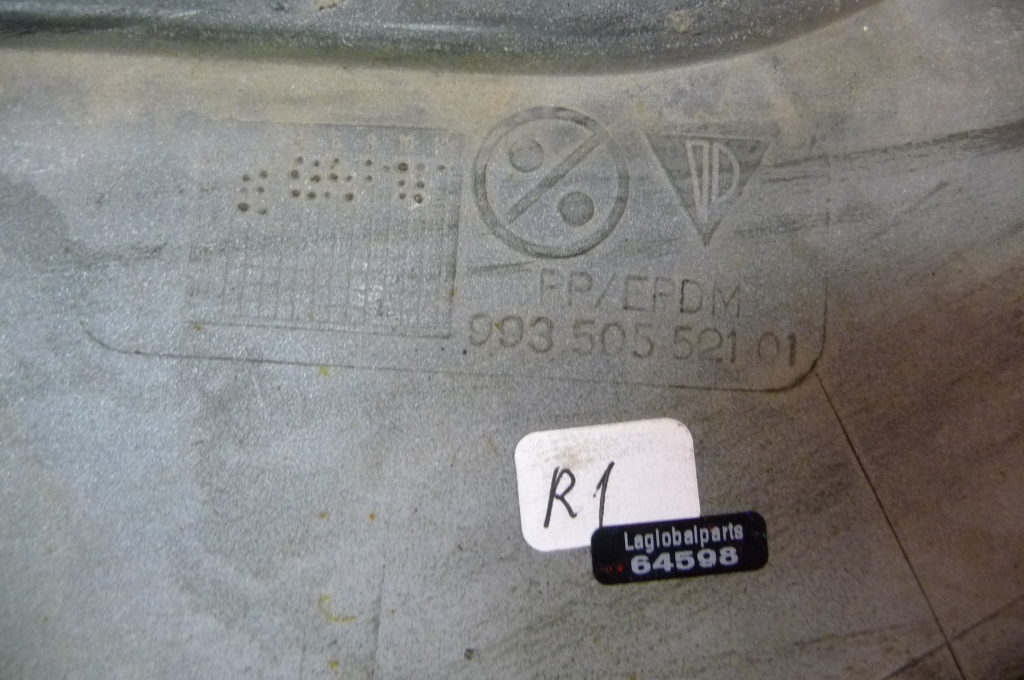 PP/EPDM
993 505 521 01
R1
Laglobalparts
64598